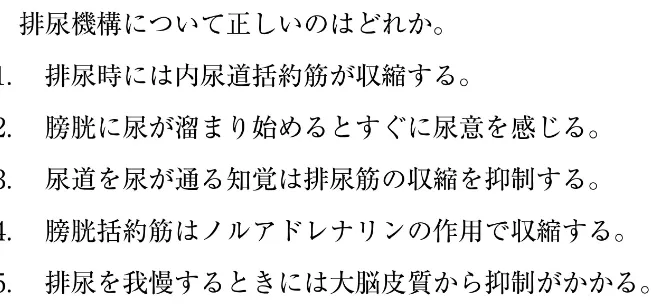 排尿機構について正しいのはどれか。
1. 排尿時には内尿道括約筋が収縮する。
2. 膀胱に尿が溜まり始めるとすぐに尿意を感じる。
3. 尿道を尿が通る知覚は排尿筋の収縮を抑制する。
4. 膀胱括約筋はノルアドレナリンの作用で収縮する。
5. 排尿を我慢するときには大脳皮質から抑制がかかる。